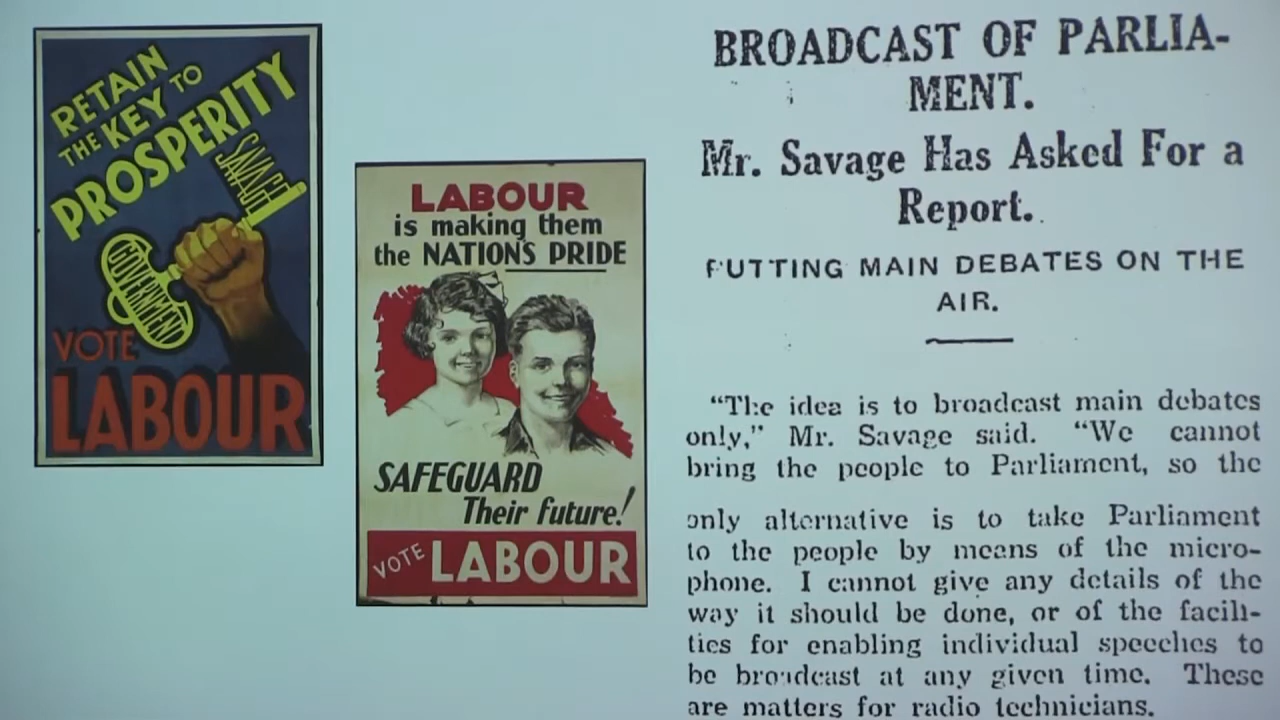 RETAIN
THE KEY TO
PROSPERITY
SAVAGE
GOVERNMENT
VOTE
LABOUR
LABOUR
is making them
the NATION'S PRIDE
SAFEGUARD
Their future!
VOTE LABOUR
BROADCAST OF PARLIA-
MENT.
Mr. Savage Has Asked For a
Report.
PUTTING MAIN DEBATES ON THE
AIR.
"The idea is to broadcast main debates
only," Mr. Savage said. "We cannot
bring the people to Parliament, so the
only alternative is to take Parliament
to the people by means of the micro-
phone. I cannot give any details of the
way it should be done, or of the facili-
ties for enabling individual speeches to
be broadcast at any given time. These
are matters for radio technicians.